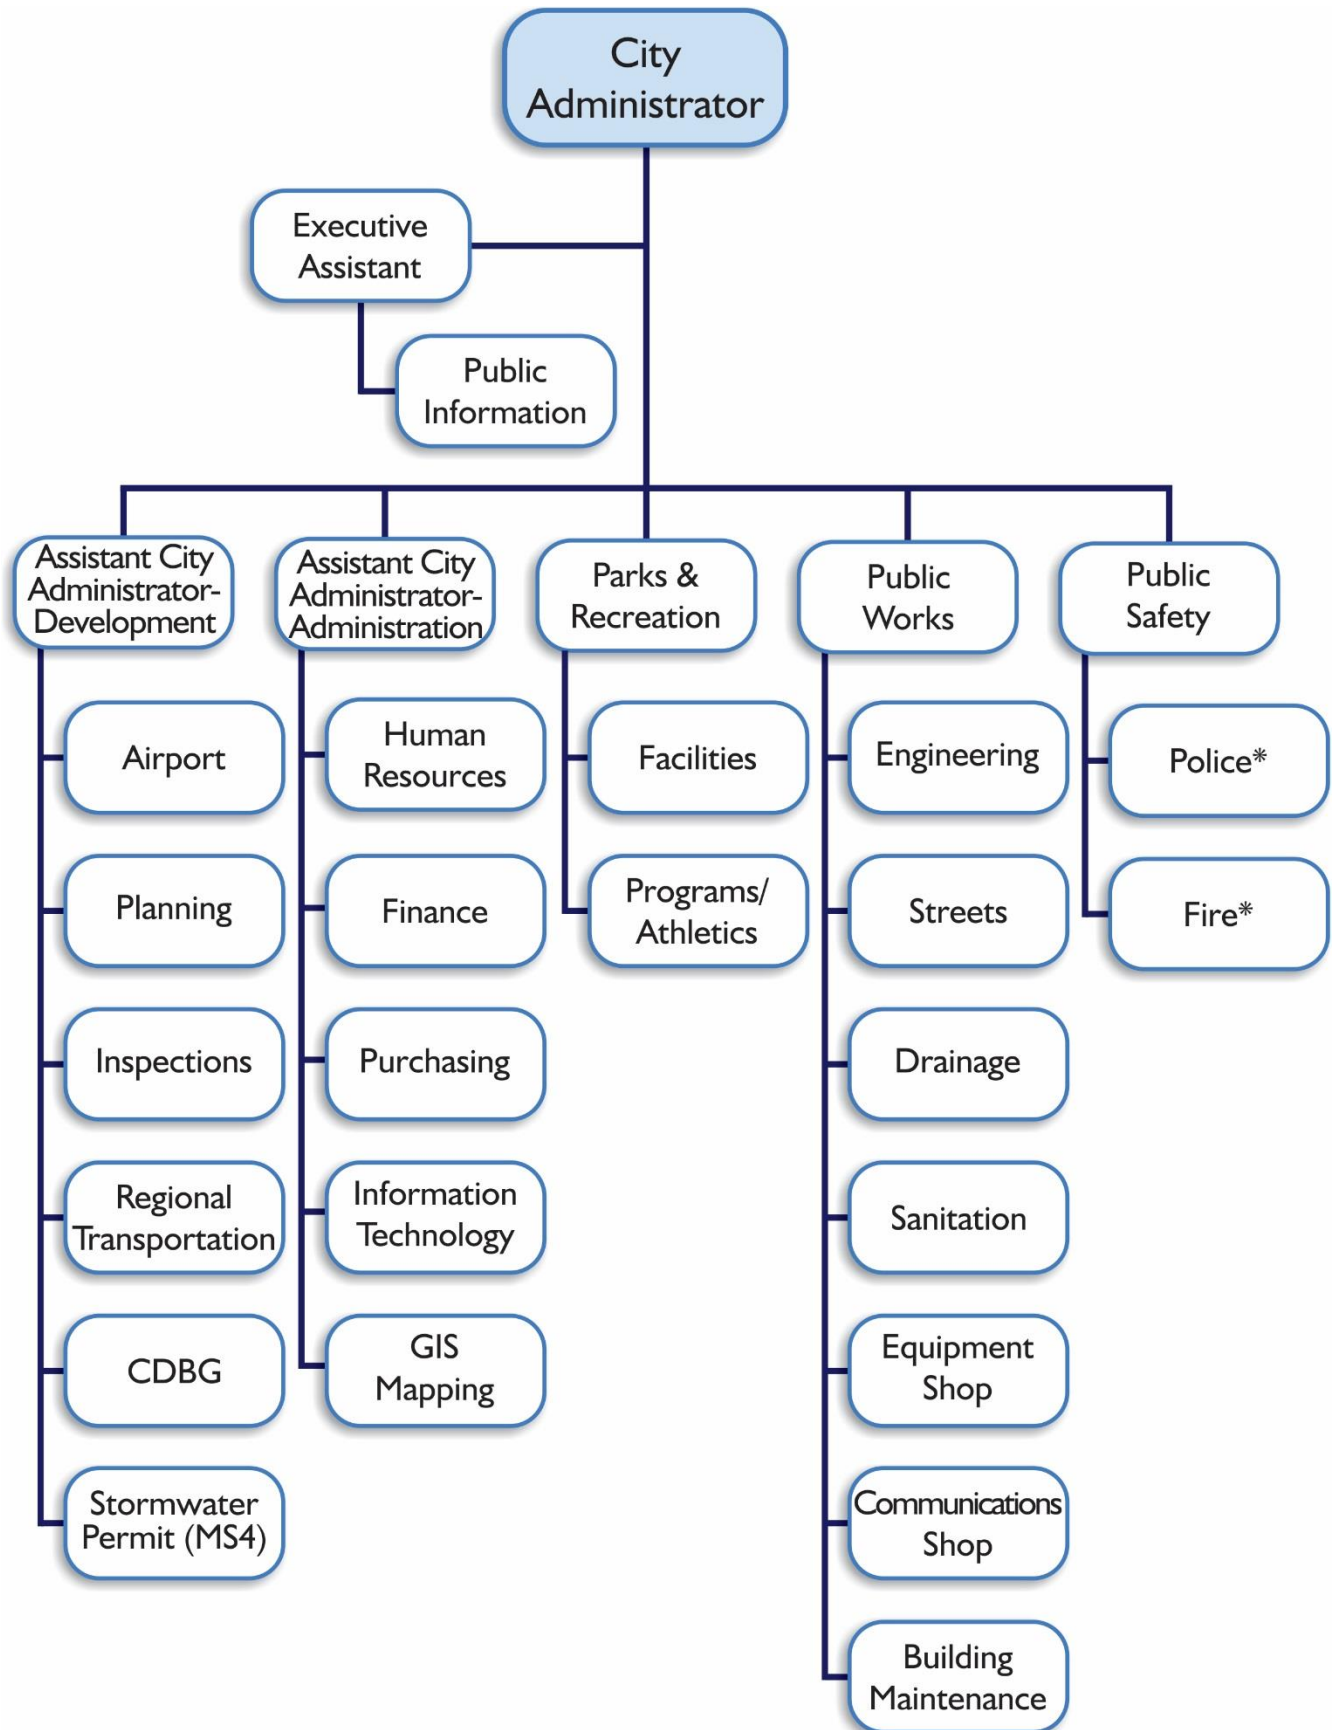 City
Administrator
Executive
Assistant
Public
Information
Assistant City
Administrator-
Development
Airport
Planning
Inspections
Regional
Transportation
CDBG
Stormwater
Permit (MS4)
Assistant City
Administrator-
Administration
Human
Resources
Finance
Purchasing
Information
Technology
GIS
Mapping
Parks &
Recreation
Facilities
Programs/
Athletics
Public
Works
Engineering
Streets
Drainage
Sanitation
Equipment
Shop
Communications
Shop
Building
Maintenance
Public
Safety
Police*
Fire*